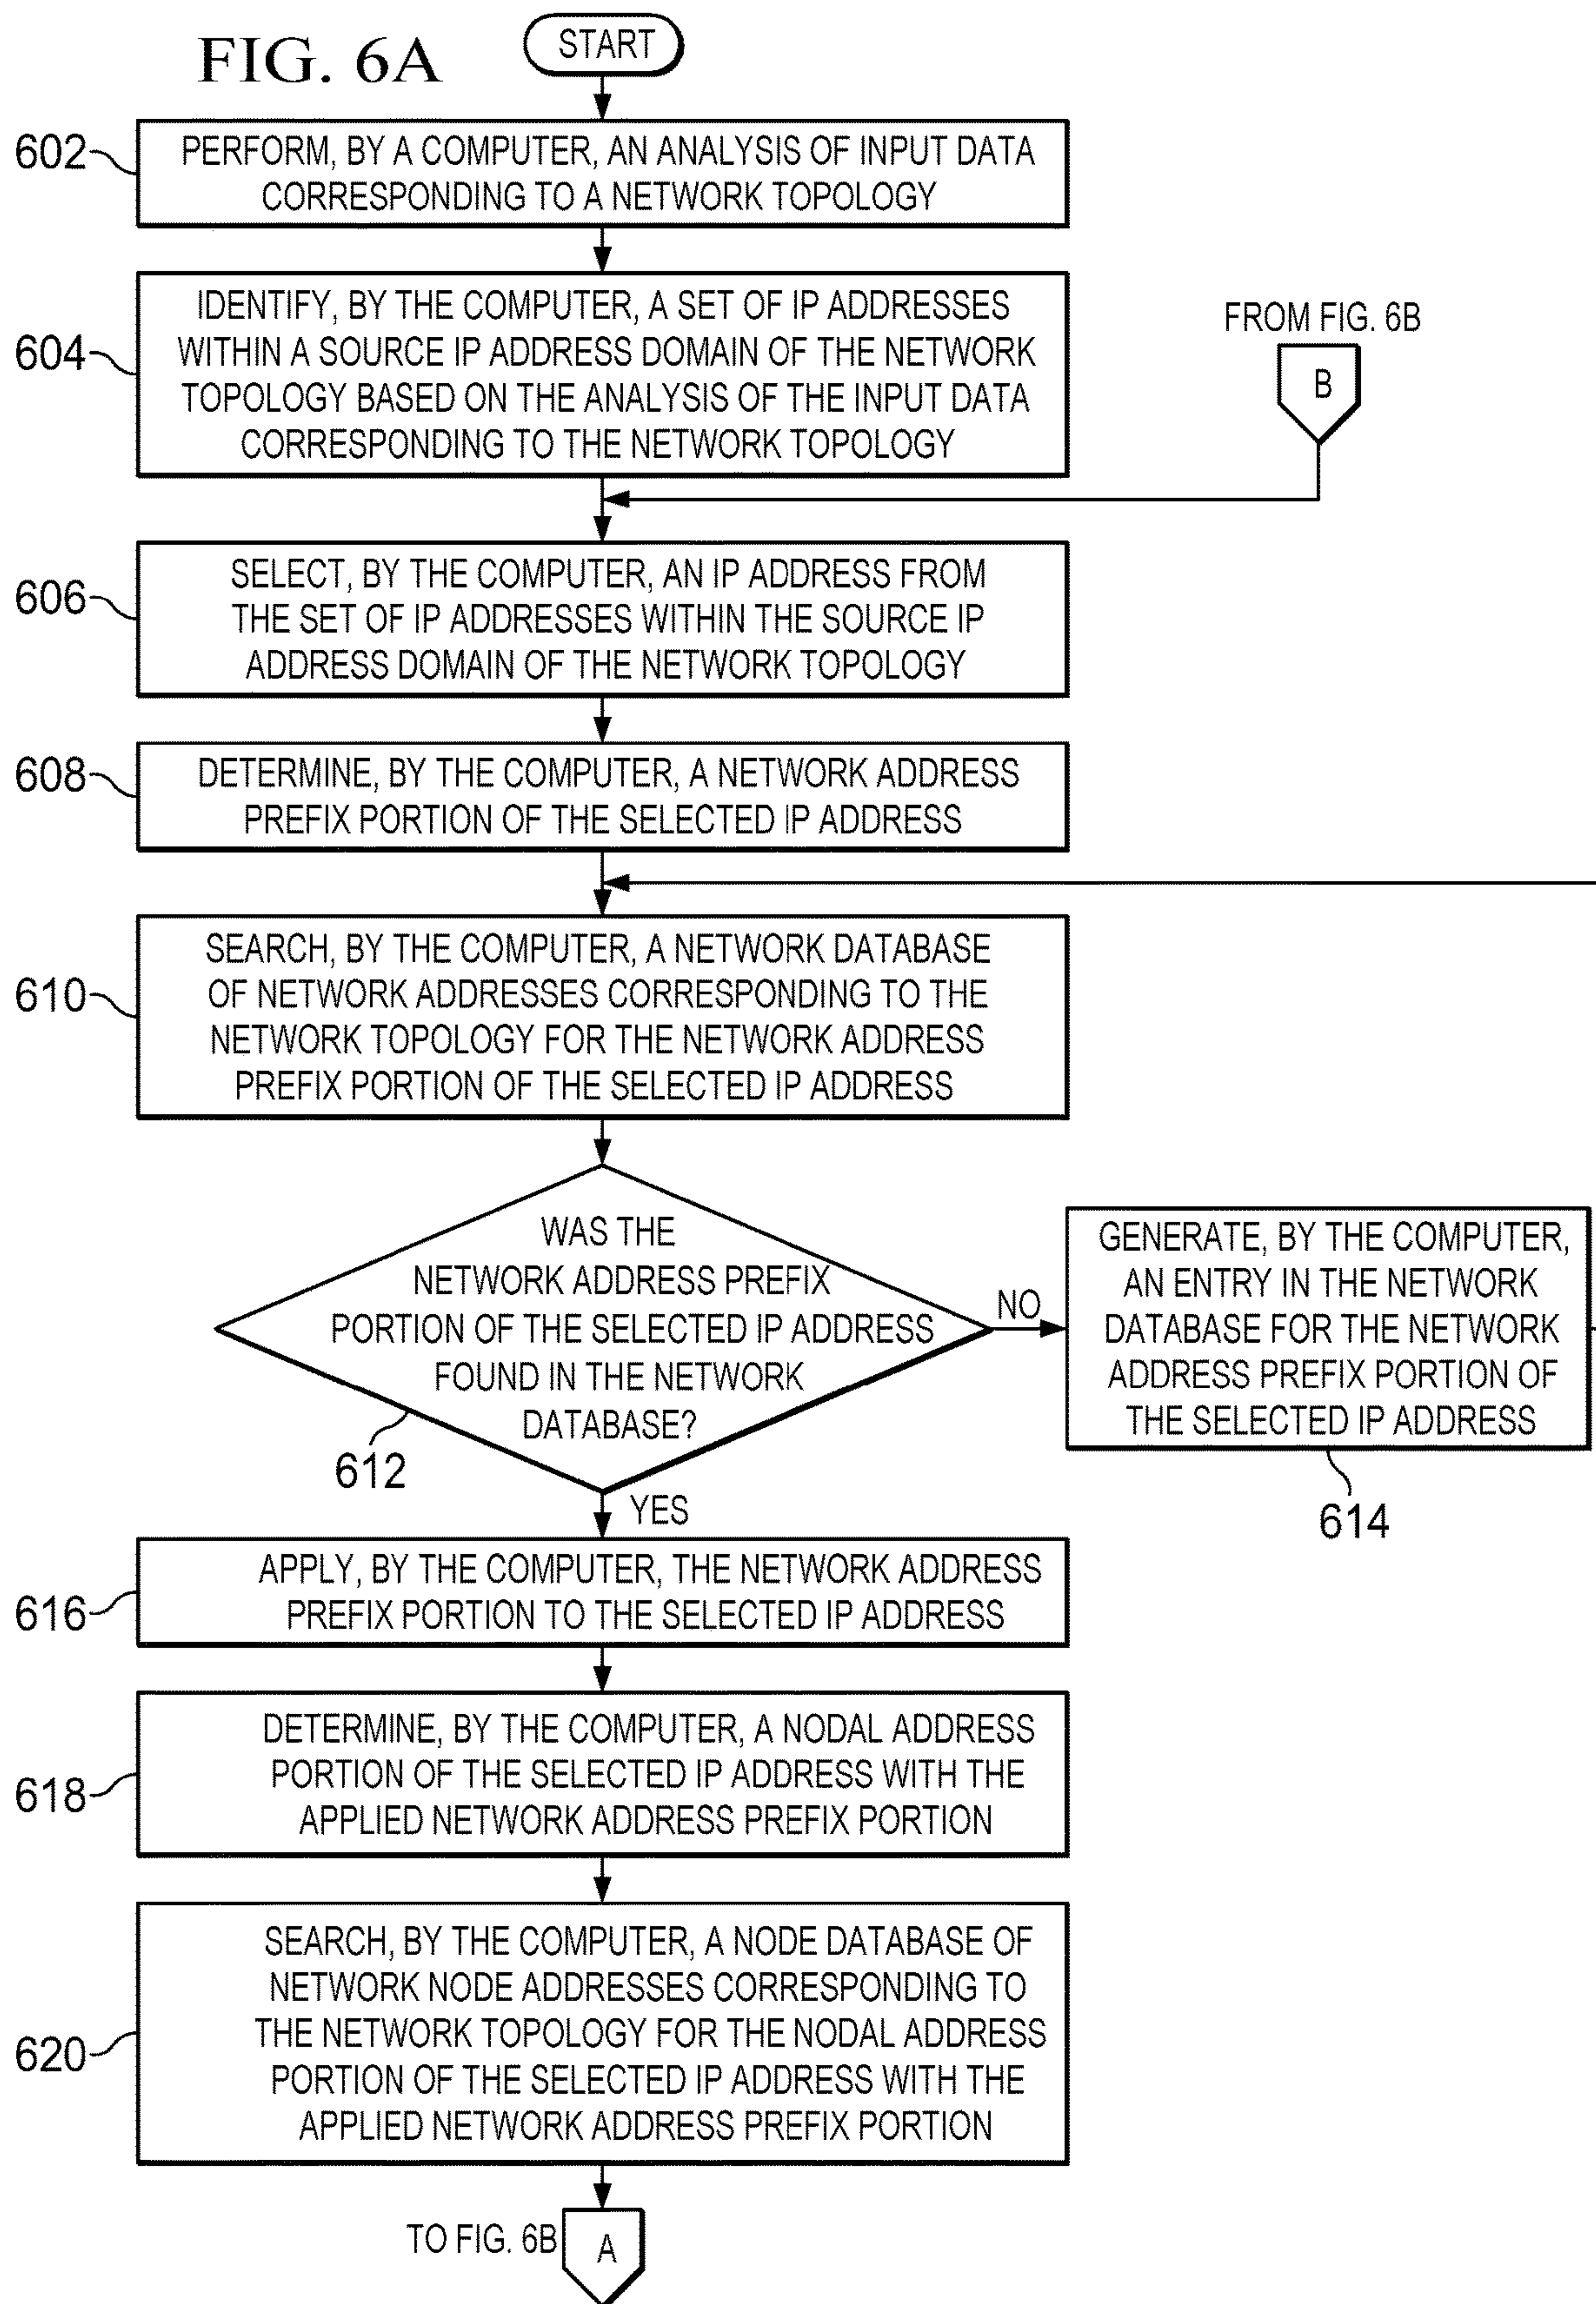 FIG. 6A
START
602
PERFORM, BY A COMPUTER, AN ANALYSIS OF INPUT DATA
CORRESPONDING TO A NETWORK TOPOLOGY
604
IDENTIFY, BY THE COMPUTER, A SET OF IP ADDRESSES
WITHIN A SOURCE IP ADDRESS DOMAIN OF THE NETWORK
TOPOLOGY BASED ON THE ANALYSIS OF THE INPUT DATA
CORRESPONDING TO THE NETWORK TOPOLOGY
FROM FIG. 6B
B
606
SELECT, BY THE COMPUTER, AN IP ADDRESS FROM
THE SET OF IP ADDRESSES WITHIN THE SOURCE IP
ADDRESS DOMAIN OF THE NETWORK TOPOLOGY
608
DETERMINE, BY THE COMPUTER, A NETWORK ADDRESS
PREFIX PORTION OF THE SELECTED IP ADDRESS
610
SEARCH, BY THE COMPUTER, A NETWORK DATABASE
OF NETWORK ADDRESSES CORRESPONDING TO THE
NETWORK TOPOLOGY FOR THE NETWORK ADDRESS
PREFIX PORTION OF THE SELECTED IP ADDRESS
WAS THE
NETWORK ADDRESS PREFIX
PORTION OF THE SELECTED IP ADDRESS
FOUND IN THE NETWORK
DATABASE?
612
NO
GENERATE, BY THE COMPUTER,
AN ENTRY IN THE NETWORK
DATABASE FOR THE NETWORK
ADDRESS PREFIX PORTION OF
THE SELECTED IP ADDRESS
614
YES
616
APPLY, BY THE COMPUTER, THE NETWORK ADDRESS
PREFIX PORTION TO THE SELECTED IP ADDRESS
618
DETERMINE, BY THE COMPUTER, A NODAL ADDRESS
PORTION OF THE SELECTED IP ADDRESS WITH THE
APPLIED NETWORK ADDRESS PREFIX PORTION
620
SEARCH, BY THE COMPUTER, A NODE DATABASE OF
NETWORK NODE ADDRESSES CORRESPONDING TO
THE NETWORK TOPOLOGY FOR THE NODAL ADDRESS
PORTION OF THE SELECTED IP ADDRESS WITH THE
APPLIED NETWORK ADDRESS PREFIX PORTION
TO FIG. 6B
A